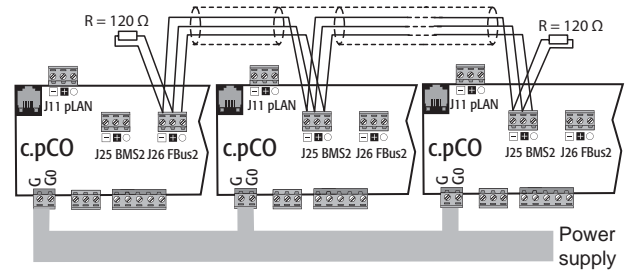 R = 120 Ω
R = 120 Ω
J11 pLAN
J11 pLAN
J11 pLAN
c.pCO
J25 BMS2
J26 FBus2
c.pCO
J25 BMS2
J26 FBus2
c.pCO
J25 BMS2
J26 FBus2
G
G0
G
G0
G
G0
Power
supply